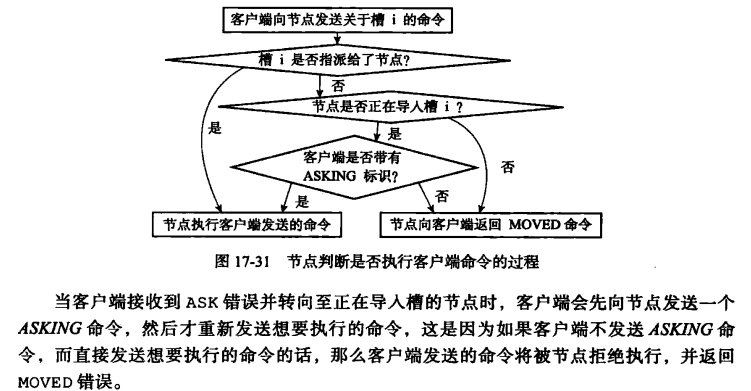 客户端向节点发送关于槽 i 的命令
槽 i 是否指派给了节点?
否
节点是否正在导入槽 i ?
是
是
客户端是否带有
ASKING 标识?
否
是
否
节点执行客户端发送的命令
节点向客户端返回 MOVED 命令
图 17-31 节点判断是否执行客户端命令的过程
当客户端接收到 ASK 错误并转向至正在导入槽的节点时，客户端会先向节点发送一个
ASKING 命令，然后才重新发送想要执行的命令，这是因为如果客户端不发送 ASKING 命
令，而直接发送想要执行的命令的话，那么客户端发送的命令将被节点拒绝执行，并返回
MOVED 错误。